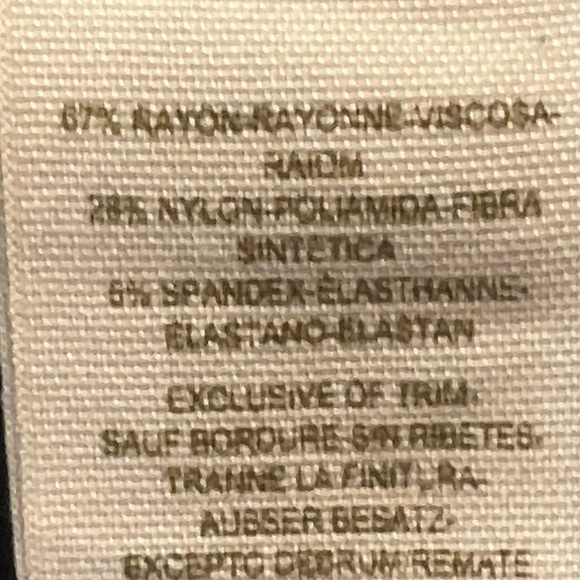 67% RAYON-RAYONNE-VISCOSA-
RAIOM
28% NYLON-POLIAMIDA-FIBRA
SINTETICA
5% SPANDEX-ÉLASTHANNE-
ELASTANO-ELASTAN
EXCLUSIVE OF TRIM-
SAUF BORDURE-SIN RIBETES-
TRANNE LA FINITURA-
AUSSER BESATZ-
EXCEPTO DEBRUM/REMATE